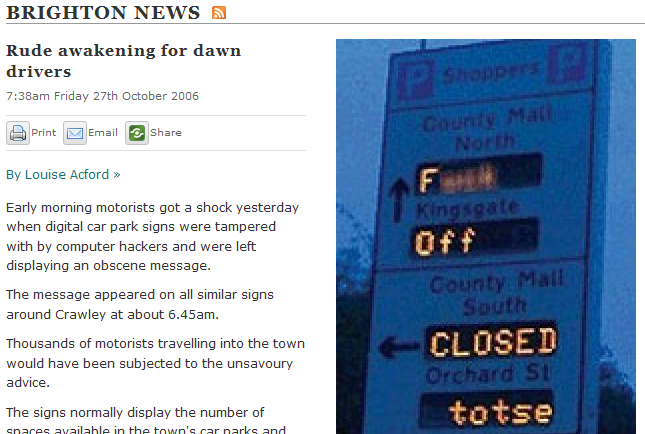 BRIGHTON NEWS
Rude awakening for dawn
drivers
7:38am Friday 27th October 2006
Print Email Share
By Louise Acford »
Early morning motorists got a shock yesterday
when digital car park signs were tampered
with by computer hackers and were left
displaying an obscene message.
The message appeared on all similar signs
around Crawley at about 6.45am.
Thousands of motorists travelling into the town
would have been subjected to the unsavoury
advice.
The signs normally display the number of
spaces available in the town's car parks and
P Shoppers P
County Mall
North
F
Kingsgate
Off
County Mall
South
CLOSED
Orchard St
totse